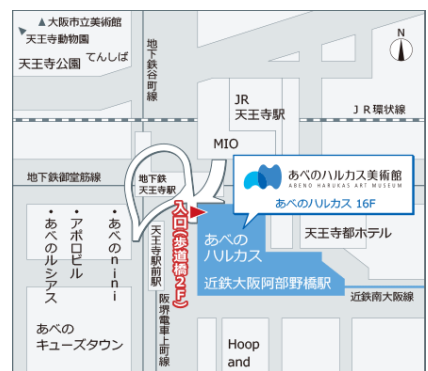 ▲大阪市立美術館
天王寺動物園
天王寺公園
てんしば
地下鉄谷町線
N
JR
天王寺駅
JR環状線
MIO
あべのハルカス美術館
ABENO HARUKAS ART MUSEUM
あべのハルカス 16F
地下鉄御堂筋線
地下鉄
天王寺駅
入口(歩道橋2F)
・あべのnini
・アポロビル
・あべのルシアス
天王寺駅前駅
阪堺電車上町線
あべの
ハルカス
近鉄大阪阿部野橋駅
天王寺都ホテル
近鉄南大阪線
あべの
キューズタウン
Hoop
and